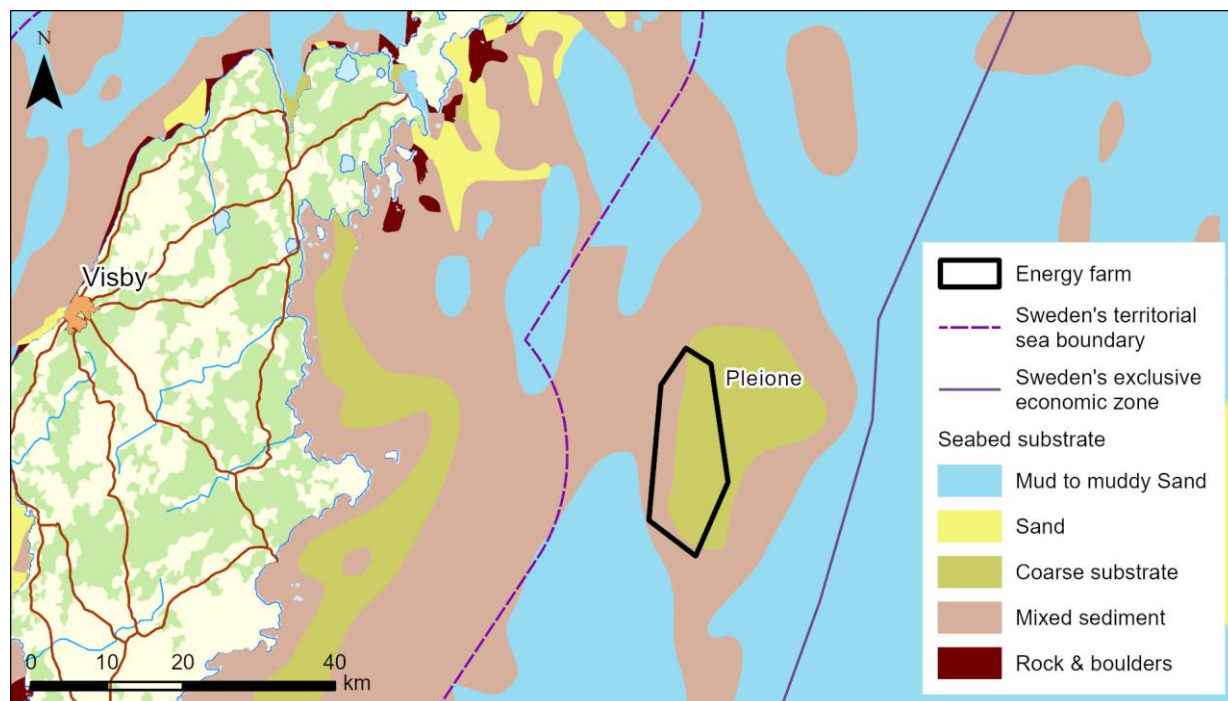 N
Visby
Pleione
Energy farm
Sweden's territorial
sea boundary
Sweden's exclusive
economic zone
Seabed substrate
Mud to muddy Sand
Sand
Coarse substrate
Mixed sediment
Rock & boulders
0 10 20 40
km